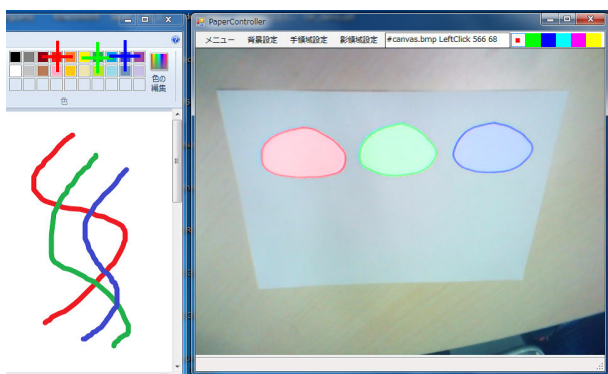 PaperController
メニュー 背景設定 手領域設定 影領域設定 #canvas.bmp LeftClick 566 68
色の
編集
色